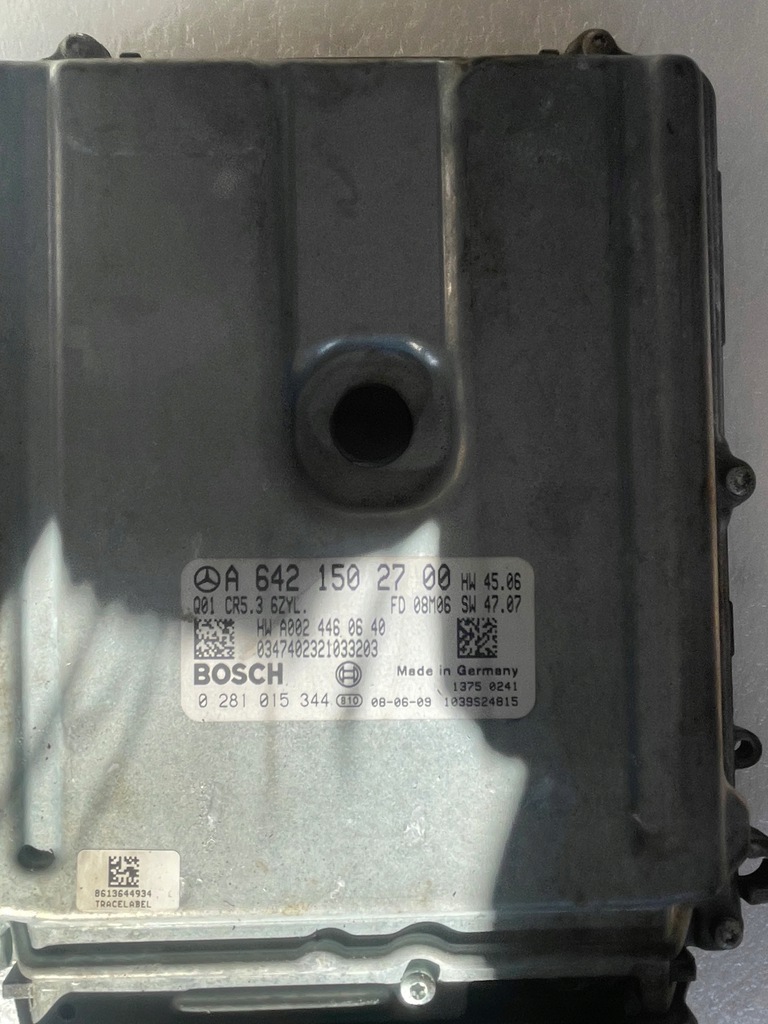 A 642 150 27 00 HW 45.06
Q01 CR5.3 6ZYL. FD 08M06 SW 47.07
HW A002 446 06 40
0347402321033203
BOSCH Made in Germany
1375 0241
0 281 015 344 810 08-06-09 1039S24815
8613644934
TRACELABEL